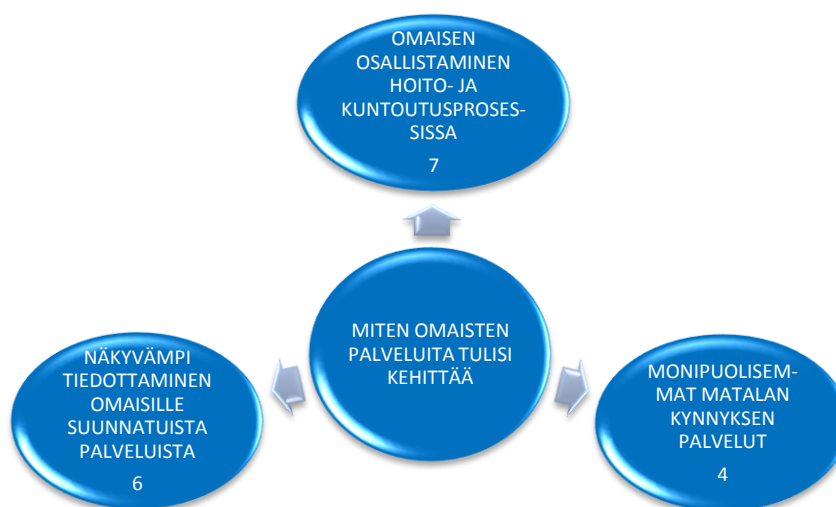 OMAISEN
OSALLISTAMINEN
HOITO- JA
KUNTOUTUSPROSES-
SISSA
7
MITEN OMAISTEN
PALVELUITA TULISI
KEHITTÄÄ
NÄKYVÄMPI
TIEDOTTAMINEN
OMAISILLE
SUUNNATUISTA
PALVELUISTA
6
MONIPUOLISEM-
MAT MATALAN
KYNNYKSEN
PALVELUT
4